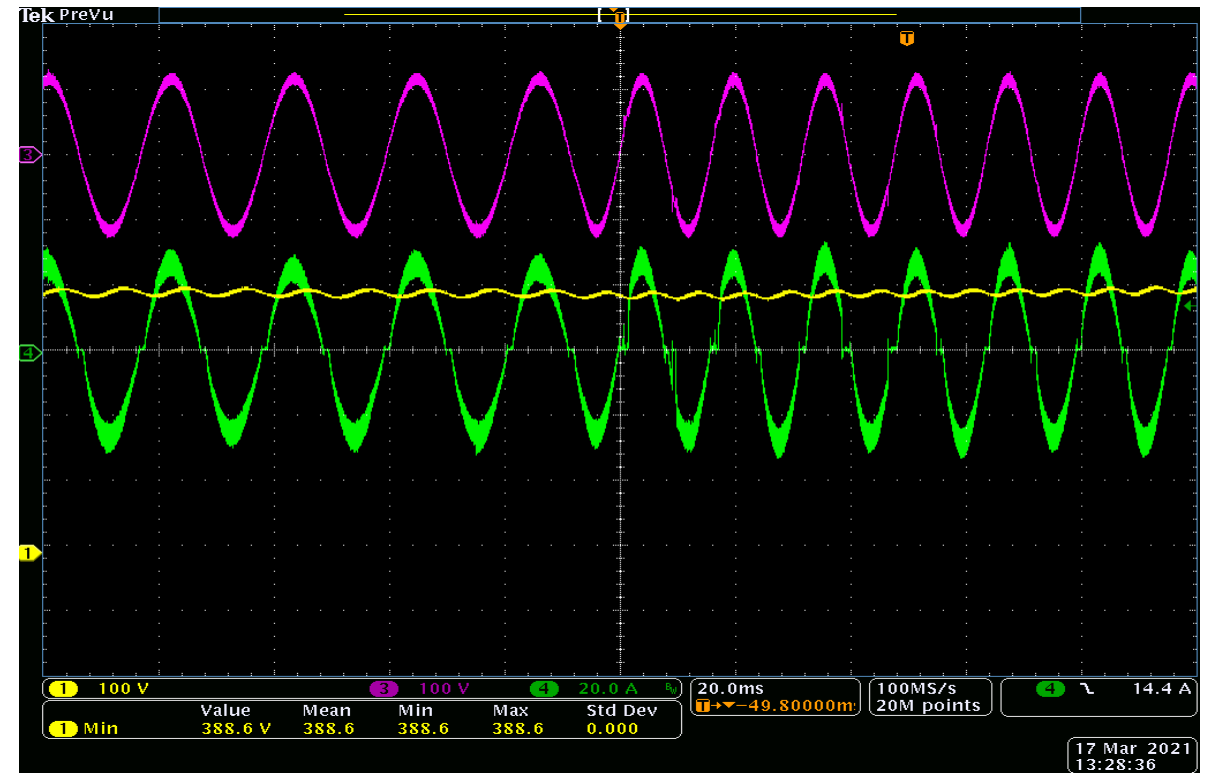 Tek PreVu
T
T
3
4
1
1 100 V 3 100 V 4 20.0 A BW
20.0ms
T→▼−49.80000m
100MS/s
20M points
4 14.4 A
Value Mean Min Max Std Dev
1 Min 388.6 V 388.6 388.6 388.6 0.000
17 Mar 2021
13:28:36